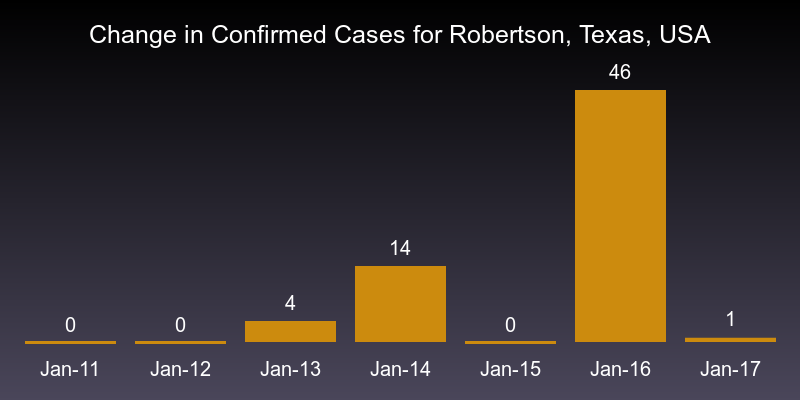 Change in Confirmed Cases for Robertson, Texas, USA
46
14
4
0 0 0 1
Jan-11 Jan-12 Jan-13 Jan-14 Jan-15 Jan-16 Jan-17